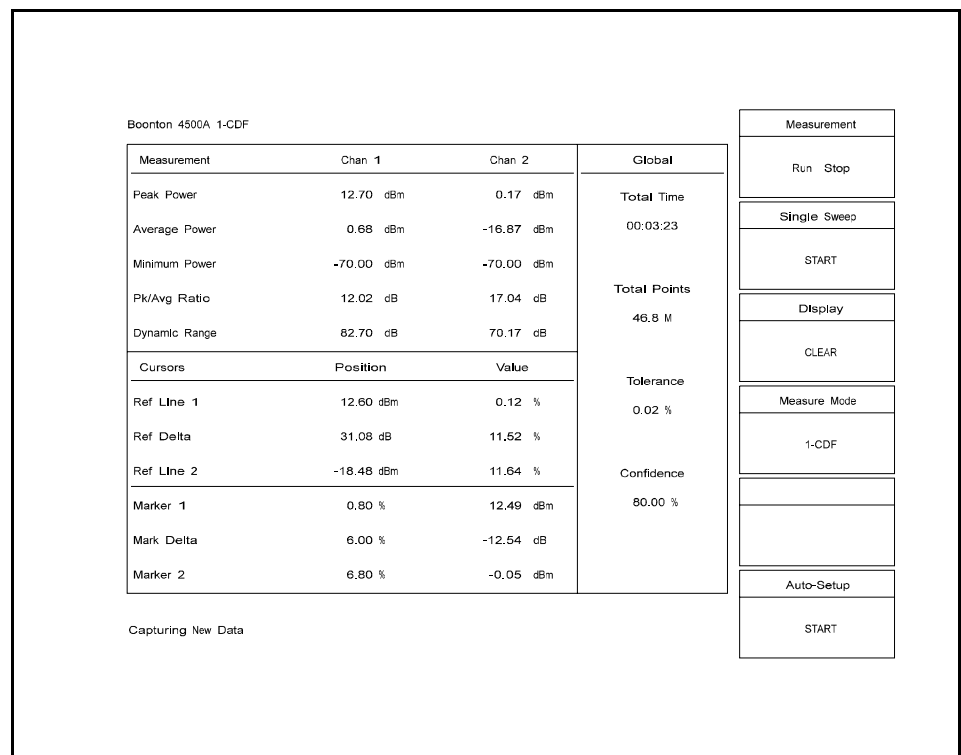 Boonton 4500A 1-CDF
Measurement Chan 1 Chan 2
Peak Power 12.70 dBm 0.17 dBm
Average Power 0.68 dBm -16.87 dBm
Minimum Power -70.00 dBm -70.00 dBm
Pk/Avg Ratio 12.02 dB 17.04 dB
Dynamic Range 82.70 dB 70.17 dB
Cursors Position Value
Ref Line 1 12.60 dBm 0.12 %
Ref Delta 31.08 dB 11.52 %
Ref Line 2 -18.48 dBm 11.64 %
Marker 1 0.80 % 12.49 dBm
Mark Delta 6.00 % -12.54 dB
Marker 2 6.80 % -0.05 dBm
Global
Total Time
00:03:23
Total Points
46.8 M
Tolerance
0.02 %
Confidence
80.00 %
Measurement
Run Stop
Single Sweep
START
Display
CLEAR
Measure Mode
1-CDF
Auto-Setup
START
Capturing New Data